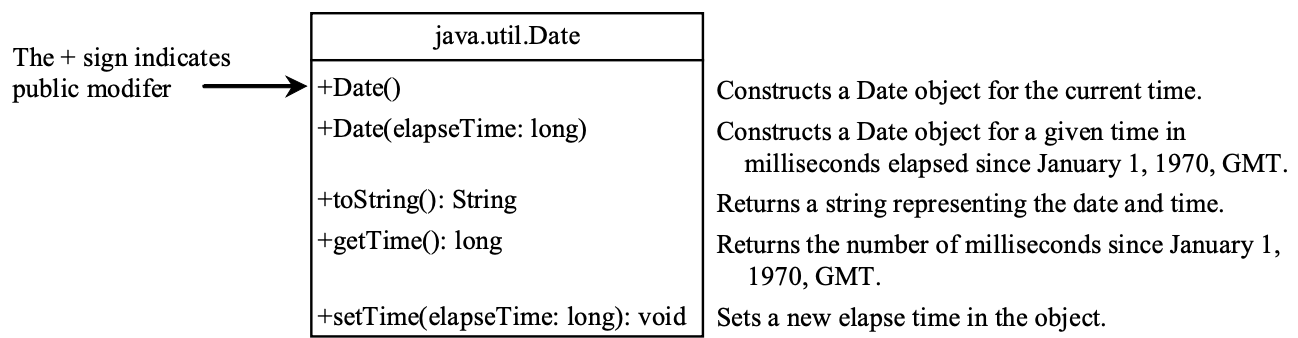 java.util.Date
The + sign indicates
public modifer
+Date()
Constructs a Date object for the current time.
+Date(elapseTime: long)
Constructs a Date object for a given time in
milliseconds elapsed since January 1, 1970, GMT.
+toString(): String
Returns a string representing the date and time.
+getTime(): long
Returns the number of milliseconds since January 1,
1970, GMT.
+setTime(elapseTime: long): void
Sets a new elapse time in the object.